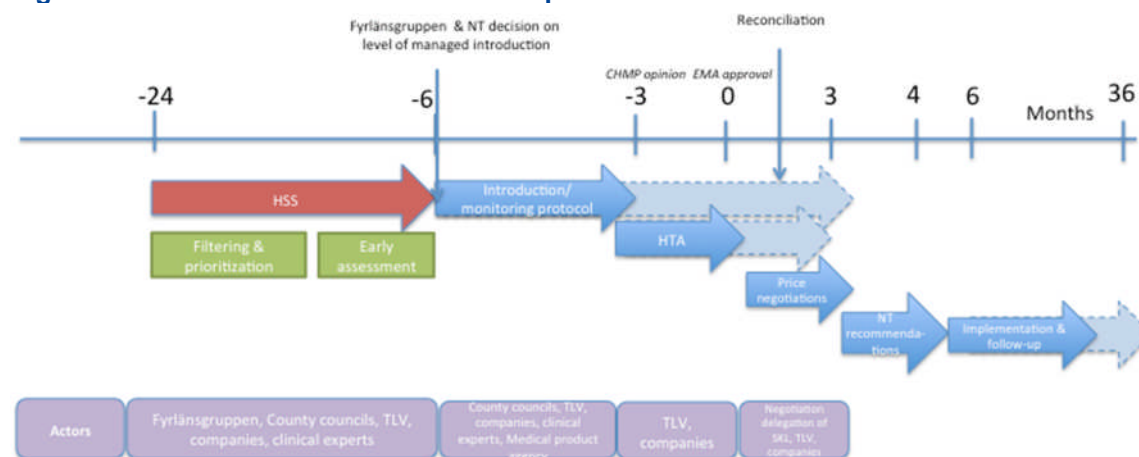 Fyrlänsgruppen & NT decision on
level of managed introduction
Reconciliation
CHMP opinion EMA approval
-24
-6
-3
0
3
4
6
Months
36
HSS
Introduction/
monitoring protocol
Filtering &
prioritization
Early
assessment
HTA
Price
negotiations
NT
recommenda-
tions
Implementation &
follow-up
Actors
Fyrlänsgruppen, County councils, TLV,
companies, clinical experts
County councils, TLV,
companies, clinical
experts, Medical product
agency
TLV,
companies
Negotiation
delegation of
SKL, TLV,
companies